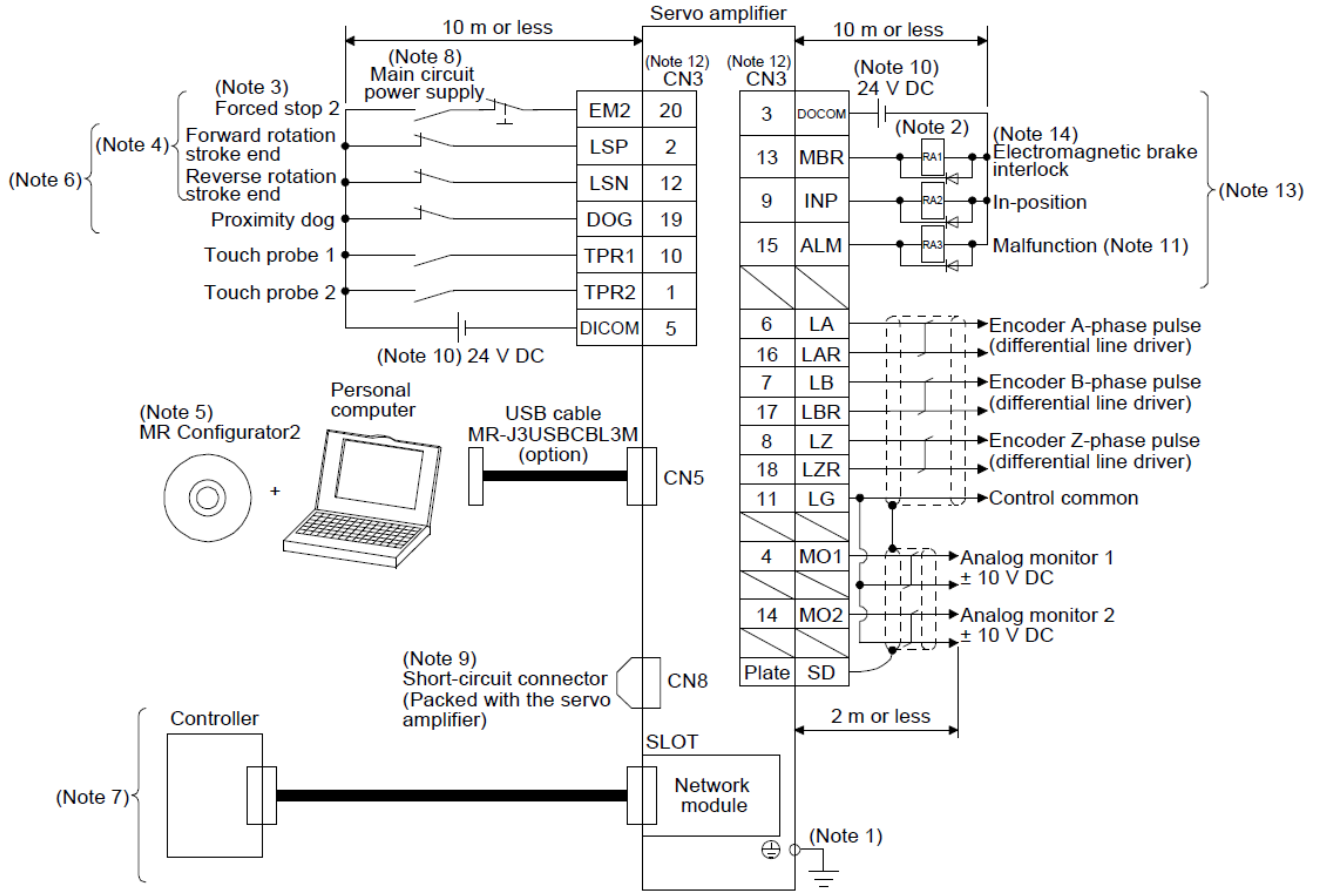 Servo amplifier
10 m or less
10 m or less
(Note 12)
CN3
(Note 12)
CN3
(Note 8)
Main circuit
power supply
(Note 3)
Forced stop 2
(Note 4)
Forward rotation
stroke end
Reverse rotation
stroke end
(Note 6)
Proximity dog
Touch probe 1
Touch probe 2
EM2 20
LSP 2
LSN 12
DOG 19
TPR1 10
TPR2 1
DICOM 5
(Note 10) 24 V DC
(Note 10)
24 V DC
3 DOCOM
(Note 2)
(Note 14)
13 MBR
RA1
Electromagnetic brake
interlock
9 INP
RA2
In-position
15 ALM
RA3
Malfunction (Note 11)
(Note 13)
6 LA
Encoder A-phase pulse
(differential line driver)
16 LAR
7 LB
Encoder B-phase pulse
(differential line driver)
17 LBR
8 LZ
Encoder Z-phase pulse
(differential line driver)
18 LZR
11 LG
Control common
4 MO1
Analog monitor 1
± 10 V DC
14 MO2
Analog monitor 2
± 10 V DC
Plate SD
2 m or less
(Note 5)
MR Configurator2
+
Personal
computer
USB cable
MR-J3USBCBL3M
(option)
CN5
(Note 9)
Short-circuit connector
(Packed with the servo
amplifier)
CN8
(Note 7)
Controller
SLOT
Network
module
(Note 1)